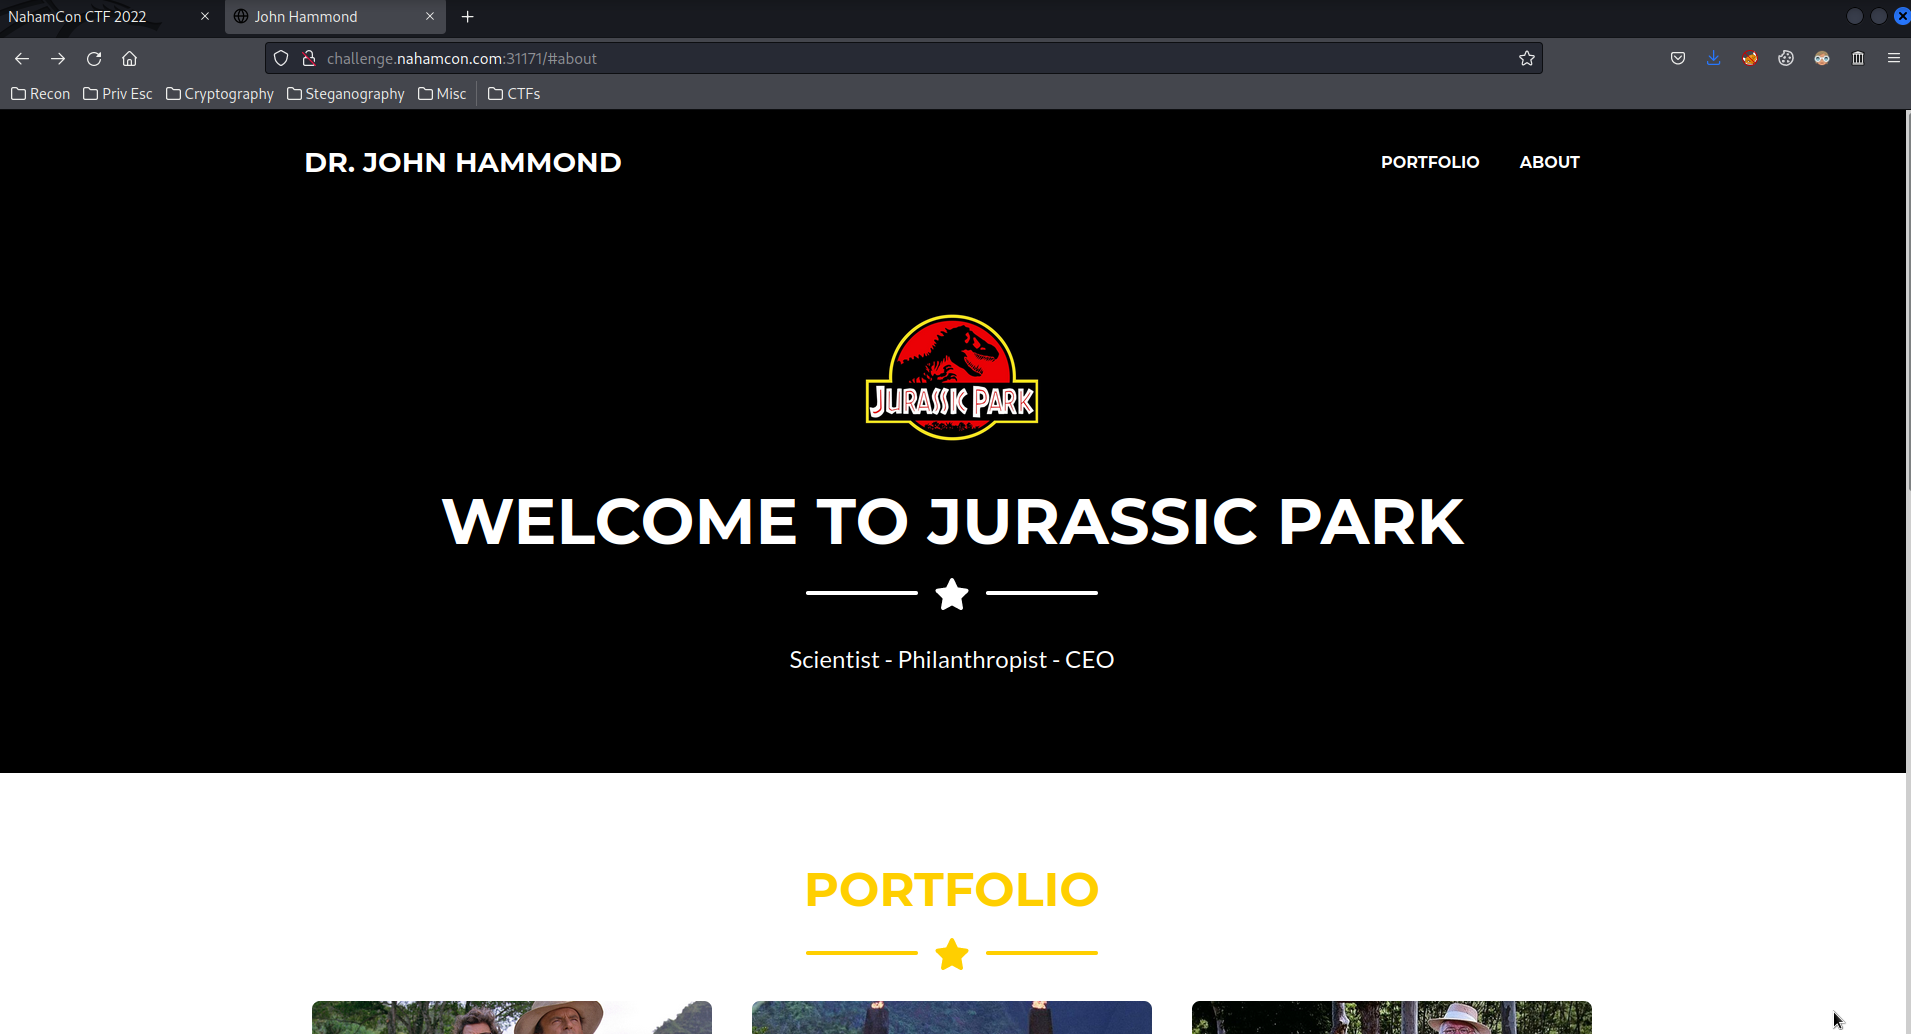 NahamCon CTF 2022
John Hammond
challenge.nahamcon.com:31171/#about
Recon Priv Esc Cryptography Steganography Misc CTFs
DR. JOHN HAMMOND
PORTFOLIO ABOUT
JURASSIC PARK
WELCOME TO JURASSIC PARK
Scientist - Philanthropist - CEO
PORTFOLIO